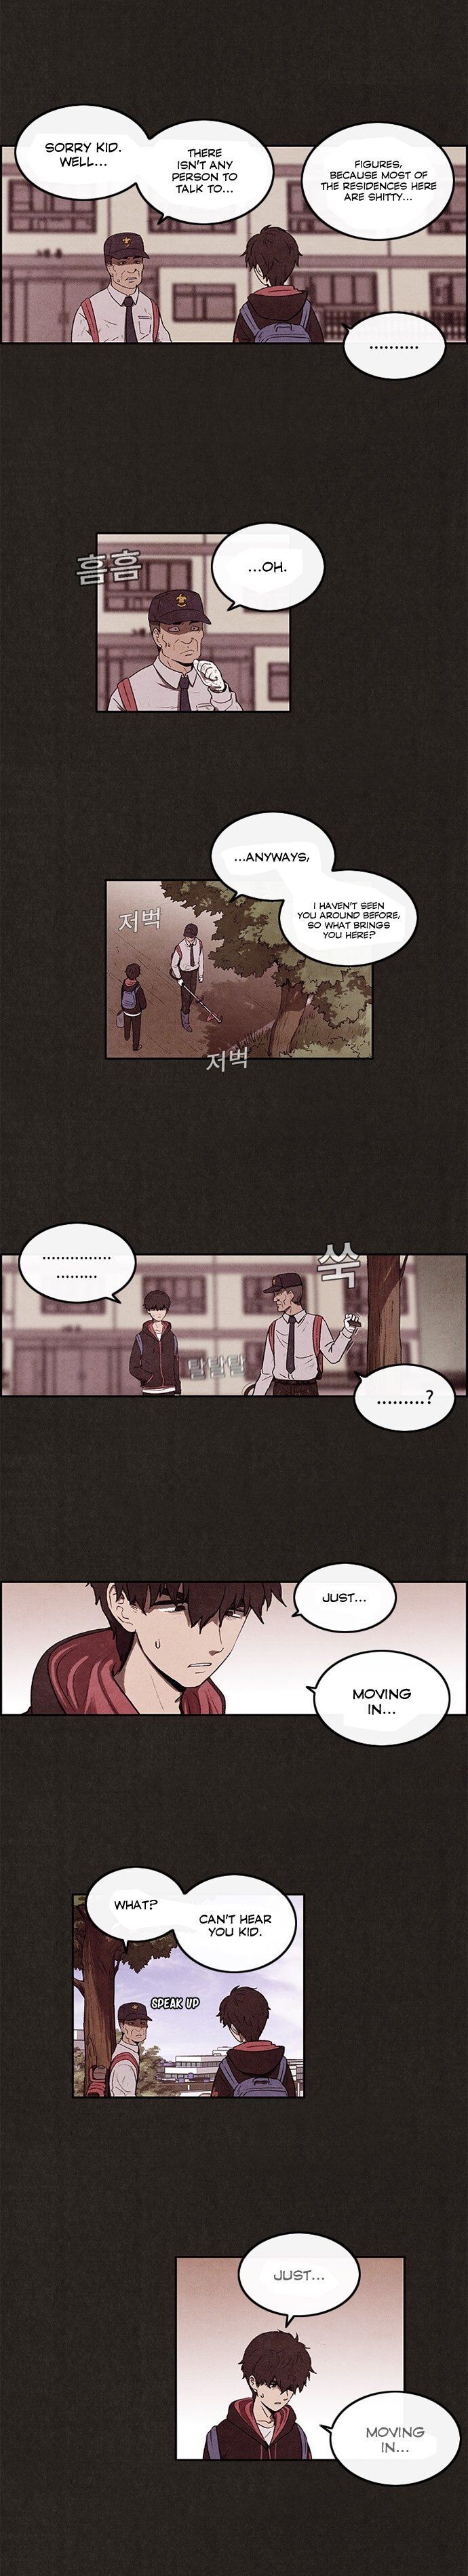 SORRY KID.
WELL...
THERE
ISN'T ANY
PERSON TO
TALK TO...
FIGURES,
BECAUSE MOST OF
THE RESIDENCES HERE
ARE SHITTY...
..........
흠흠
...OH.
...ANYWAYS,
I HAVEN'T SEEN
YOU AROUND BEFORE,
SO WHAT BRINGS
YOU HERE?
저벅
저벅
...............
.........
쑥
탈탈탈
.........?
JUST...
MOVING
IN...
WHAT?
CAN'T HEAR
YOU KID.
SPEAK UP
JUST...
MOVING
IN...